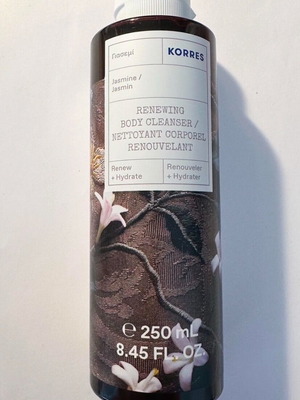 Γιασεμί
KORRES
Jasmine /
Jasmin
RENEWING
BODY CLEANSER /
NETTOYANT CORPOREL
RENOUVELANT
Renew
+ Hydrate
Renouveler
+ Hydrater
℮ 250 mL
8.45 FL. OZ.